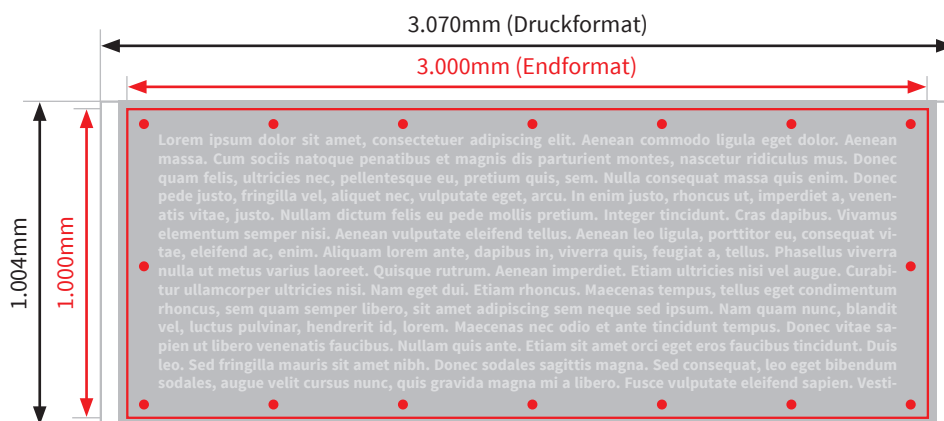 3.070mm (Druckformat)
3.000mm (Endformat)
1.004mm
1.000mm
Lorem ipsum dolor sit amet, consectetuer adipiscing elit. Aenean commodo ligula eget dolor. Aenean
massa. Cum sociis natoque penatibus et magnis dis parturient montes, nascetur ridiculus mus. Donec
quam felis, ultricies nec, pellentesque eu, pretium quis, sem. Nulla consequat massa quis enim. Donec
pede justo, fringilla vel, aliquet nec, vulputate eget, arcu. In enim justo, rhoncus ut, imperdiet a, venen-
atis vitae, justo. Nullam dictum felis eu pede mollis pretium. Integer tincidunt. Cras dapibus. Vivamus
elementum semper nisi. Aenean vulputate eleifend tellus. Aenean leo ligula, porttitor eu, consequat vi-
tae, eleifend ac, enim. Aliquam lorem ante, dapibus in, viverra quis, feugiat a, tellus. Phasellus viverra
nulla ut metus varius laoreet. Quisque rutrum. Aenean imperdiet. Etiam ultricies nisi vel augue. Curabi-
tur ullamcorper ultricies nisi. Nam eget dui. Etiam rhoncus. Maecenas tempus, tellus eget condimentum
rhoncus, sem quam semper libero, sit amet adipiscing sem neque sed ipsum. Nam quam nunc, blandit
vel, luctus pulvinar, hendrerit id, lorem. Maecenas nec odio et ante tincidunt tempus. Donec vitae sa-
pien ut libero venenatis faucibus. Nullam quis ante. Etiam sit amet orci eget eros faucibus tincidunt. Duis
leo. Sed fringilla mauris sit amet nibh. Donec sodales sagittis magna. Sed consequat, leo eget bibendum
sodales, augue velit cursus nunc, quis gravida magna mi a libero. Fusce vulputate eleifend sapien. Vesti-